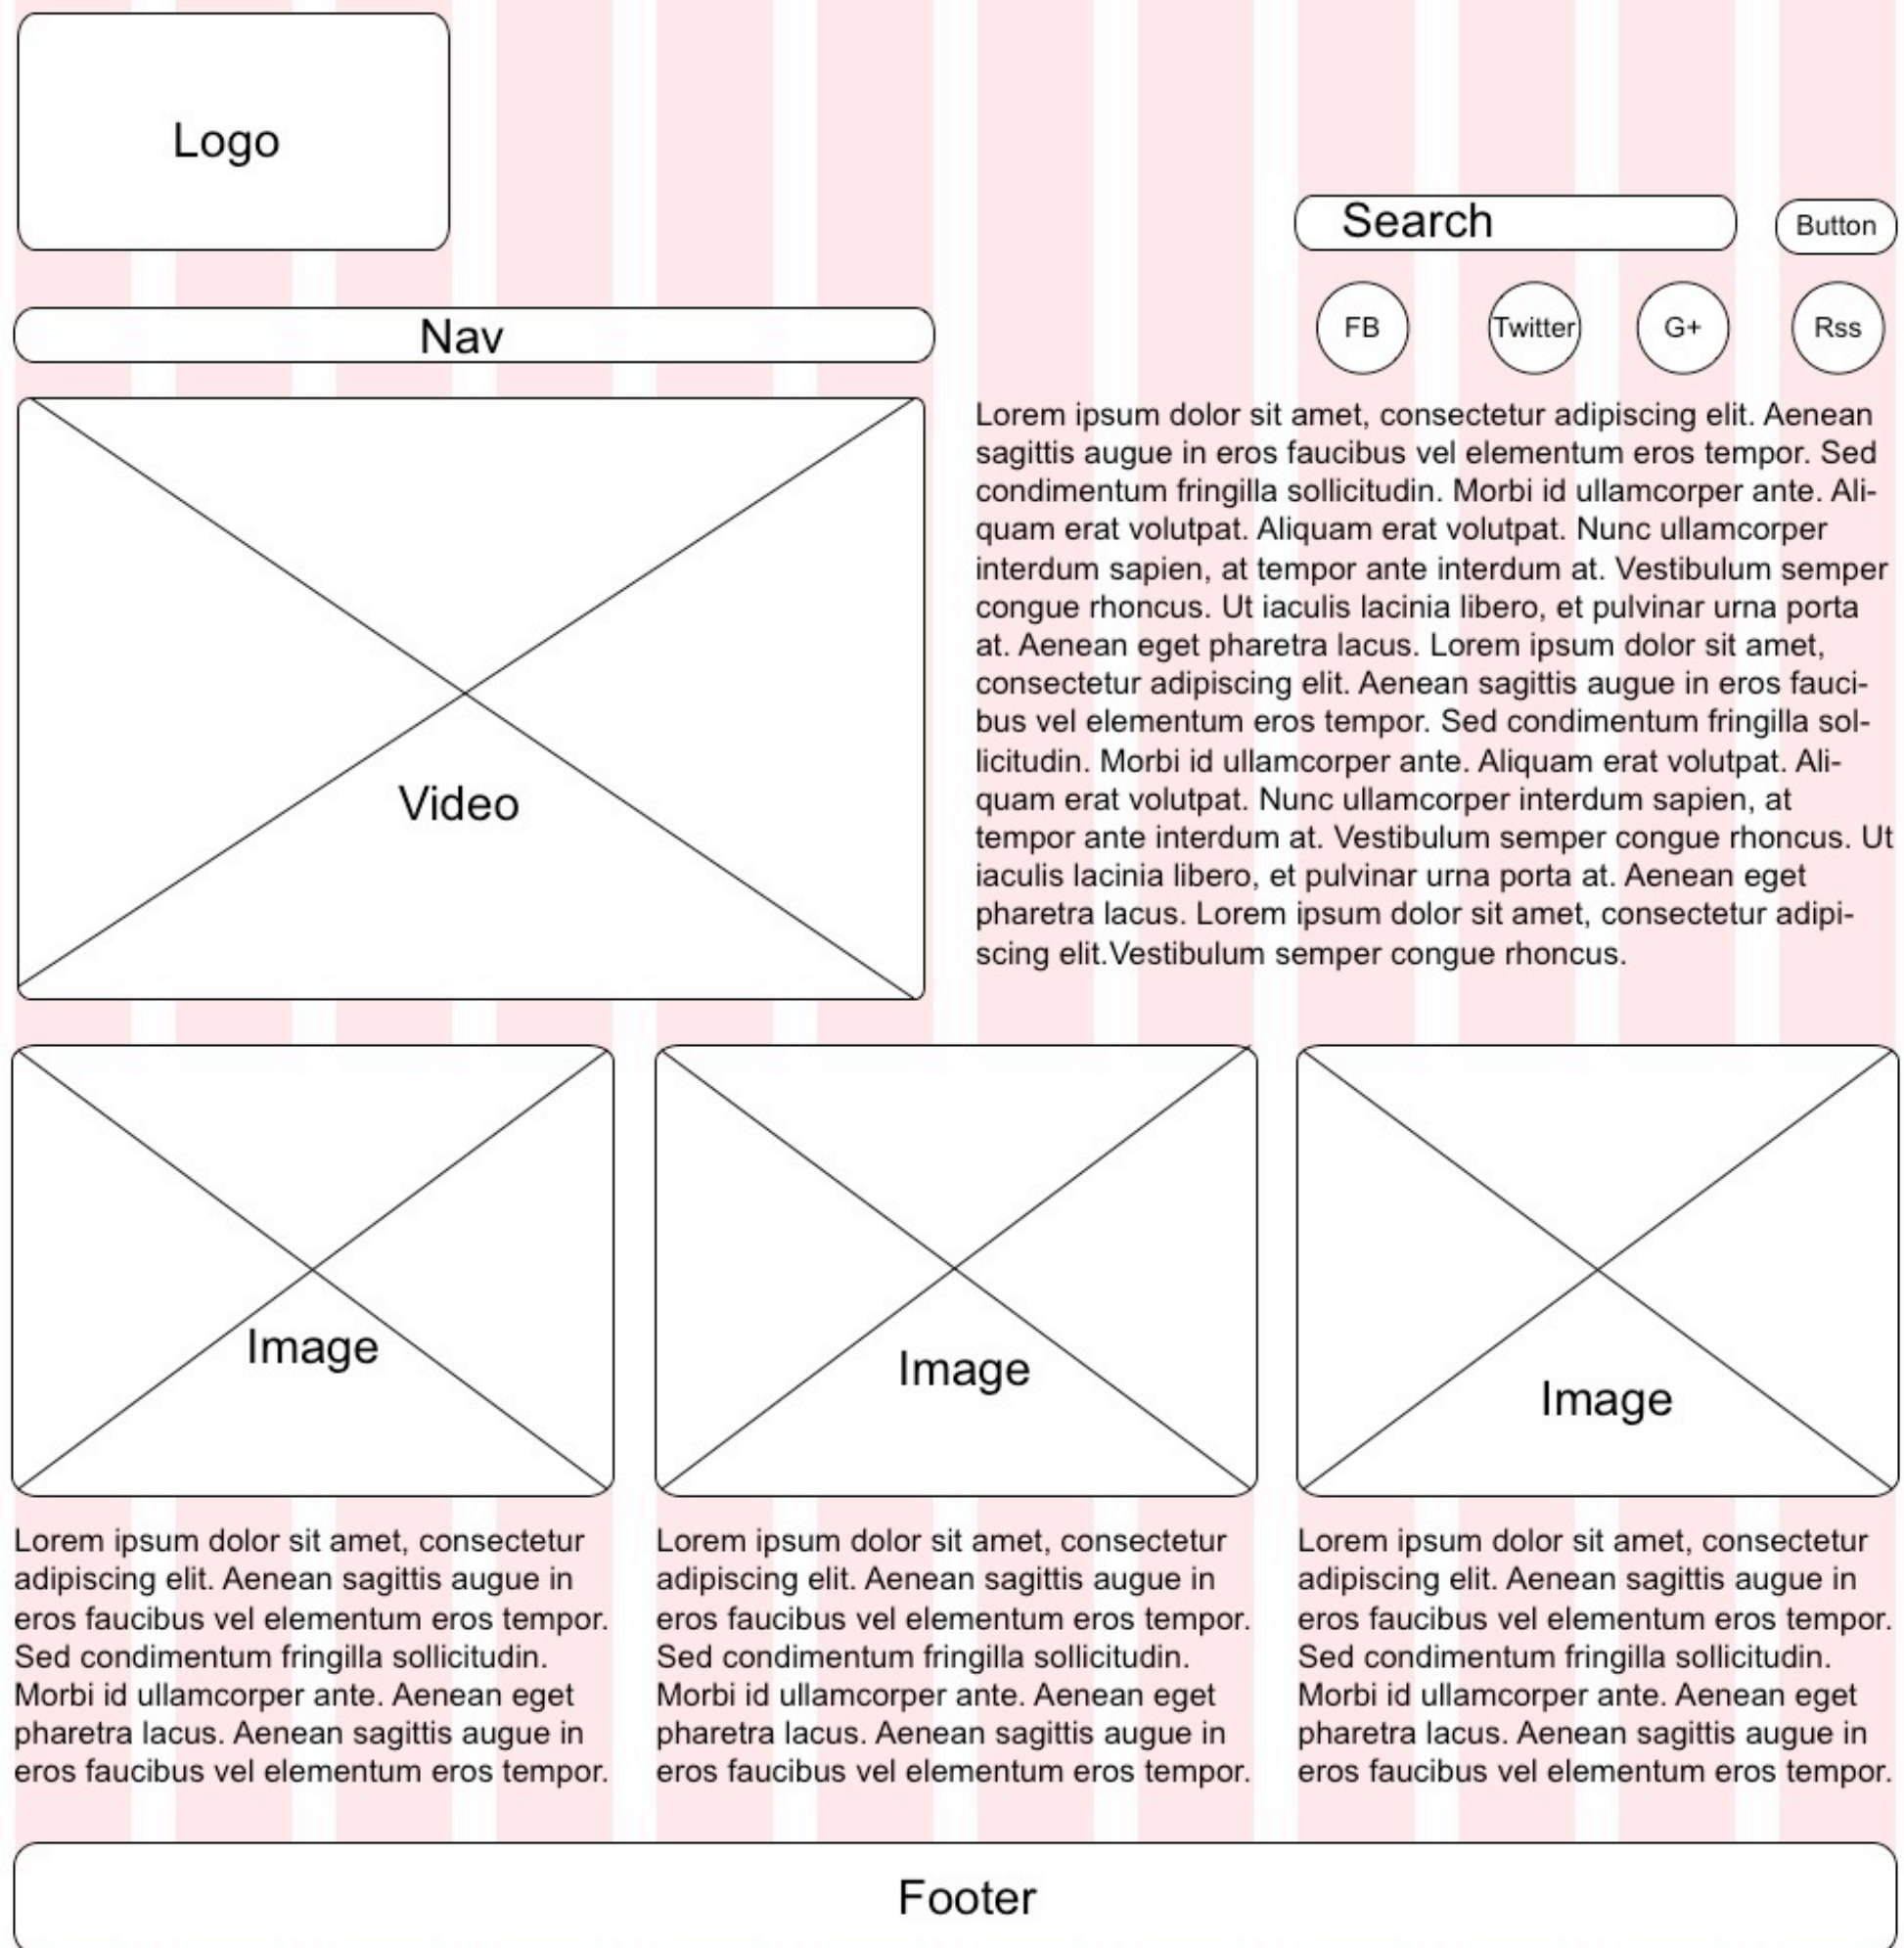 Logo
Search
Button
Nav
FB
Twitter
G+
Rss
Lorem ipsum dolor sit amet, consectetur adipiscing elit. Aenean
sagittis augue in eros faucibus vel elementum eros tempor. Sed
condimentum fringilla sollicitudin. Morbi id ullamcorper ante. Ali-
quam erat volutpat. Aliquam erat volutpat. Nunc ullamcorper
interdum sapien, at tempor ante interdum at. Vestibulum semper
congue rhoncus. Ut iaculis lacinia libero, et pulvinar urna porta
at. Aenean eget pharetra lacus. Lorem ipsum dolor sit amet,
consectetur adipiscing elit. Aenean sagittis augue in eros fauci-
bus vel elementum eros tempor. Sed condimentum fringilla sol-
licitudin. Morbi id ullamcorper ante. Aliquam erat volutpat. Ali-
quam erat volutpat. Nunc ullamcorper interdum sapien, at
tempor ante interdum at. Vestibulum semper congue rhoncus. Ut
iaculis lacinia libero, et pulvinar urna porta at. Aenean eget
pharetra lacus. Lorem ipsum dolor sit amet, consectetur adipi-
scing elit.Vestibulum semper congue rhoncus.
Video
Image
Image
Image
Lorem ipsum dolor sit amet, consectetur
adipiscing elit. Aenean sagittis augue in
eros faucibus vel elementum eros tempor.
Sed condimentum fringilla sollicitudin.
Morbi id ullamcorper ante. Aenean eget
pharetra lacus. Aenean sagittis augue in
eros faucibus vel elementum eros tempor.
Lorem ipsum dolor sit amet, consectetur
adipiscing elit. Aenean sagittis augue in
eros faucibus vel elementum eros tempor.
Sed condimentum fringilla sollicitudin.
Morbi id ullamcorper ante. Aenean eget
pharetra lacus. Aenean sagittis augue in
eros faucibus vel elementum eros tempor.
Lorem ipsum dolor sit amet, consectetur
adipiscing elit. Aenean sagittis augue in
eros faucibus vel elementum eros tempor.
Sed condimentum fringilla sollicitudin.
Morbi id ullamcorper ante. Aenean eget
pharetra lacus. Aenean sagittis augue in
eros faucibus vel elementum eros tempor.
Footer